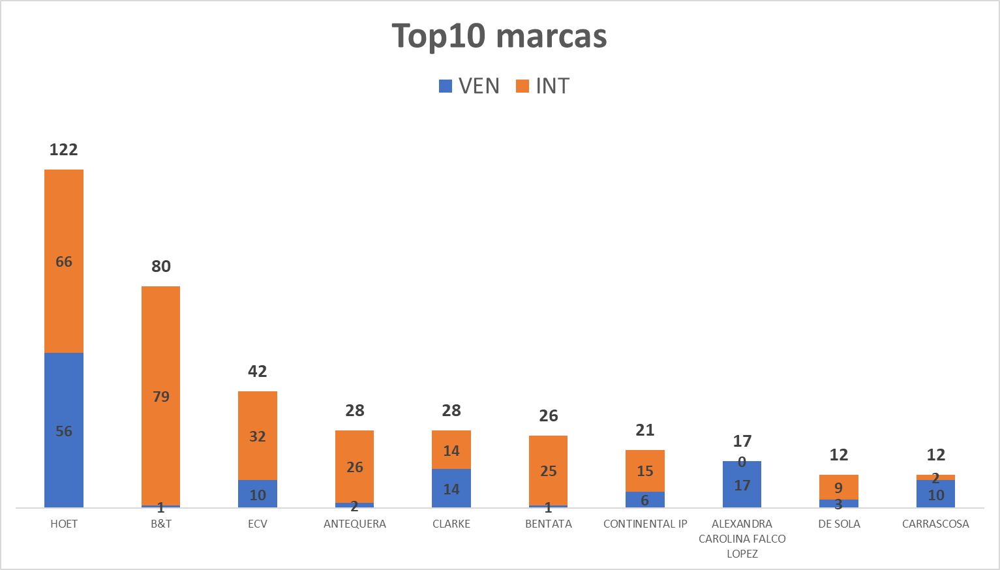 Top10 marcas
VEN INT
122
66
56
80
79
1
42
32
10
28
26
2
28
14
14
26
25
1
21
15
6
17
0
17
12
9
3
12
2
10
HOET
B&T
ECV
ANTEQUERA
CLARKE
BENTATA
CONTINENTAL IP
ALEXANDRA
CAROLINA FALCO
LOPEZ
DE SOLA
CARRASCOSA